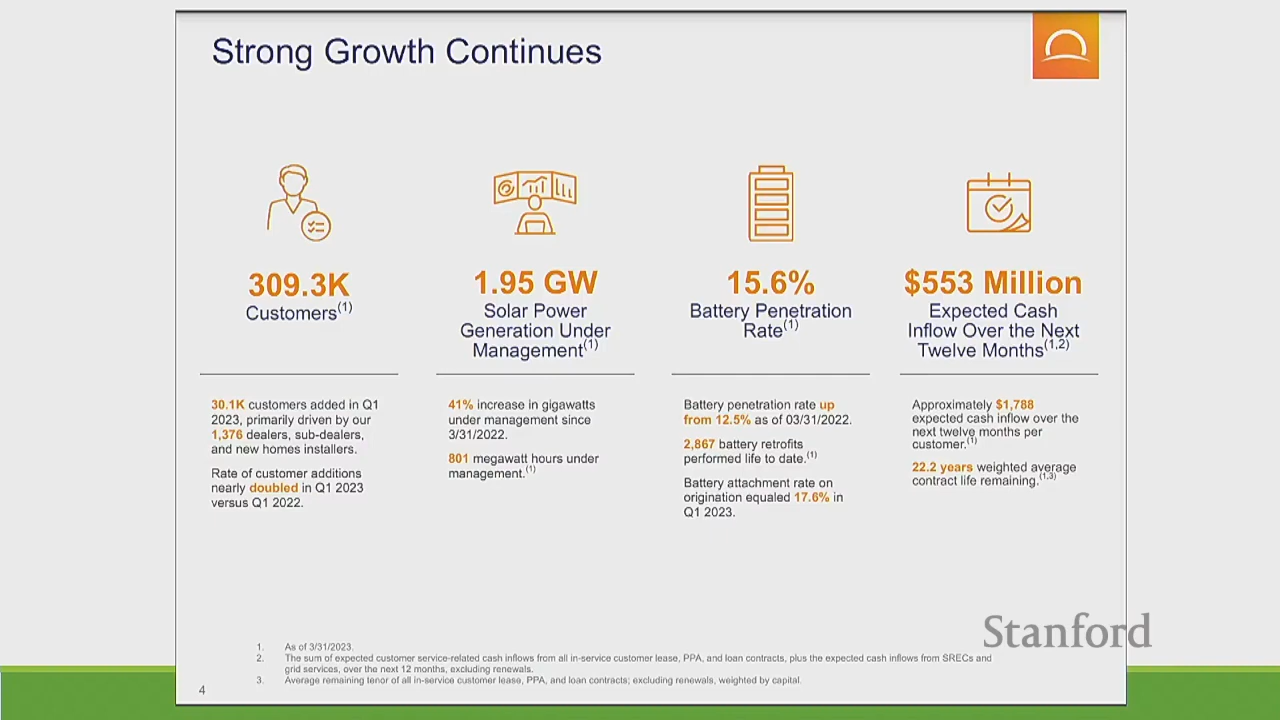 Strong Growth Continues
309.3K
Customers(1)
30.1K customers added in Q1
2023, primarily driven by our
1,376 dealers, sub-dealers,
and new homes installers.
Rate of customer additions
nearly doubled in Q1 2023
versus Q1 2022.
1.95 GW
Solar Power
Generation Under
Management(1)
41% increase in gigawatts
under management since
3/31/2022.
801 megawatt hours under
management.(1)
15.6%
Battery Penetration
Rate(1)
Battery penetration rate up
from 12.5% as of 03/31/2022.
2,867 battery retrofits
performed life to date.(1)
Battery attachment rate on
origination equaled 17.6% in
Q1 2023.
$553 Million
Expected Cash
Inflow Over the Next
Twelve Months(1,2)
Approximately $1,788
expected cash inflow over the
next twelve months per
customer.(1)
22.2 years weighted average
contract life remaining.(1,3)
Stanford
1. As of 3/31/2023.
2. The sum of expected customer service-related cash inflows from all in-service customer lease, PPA, and loan contracts, plus the expected cash inflows from SRECs and
grid services, over the next 12 months, excluding renewals.
3. Average remaining tenor of all in-service customer lease, PPA, and loan contracts; excluding renewals, weighted by capital.
4